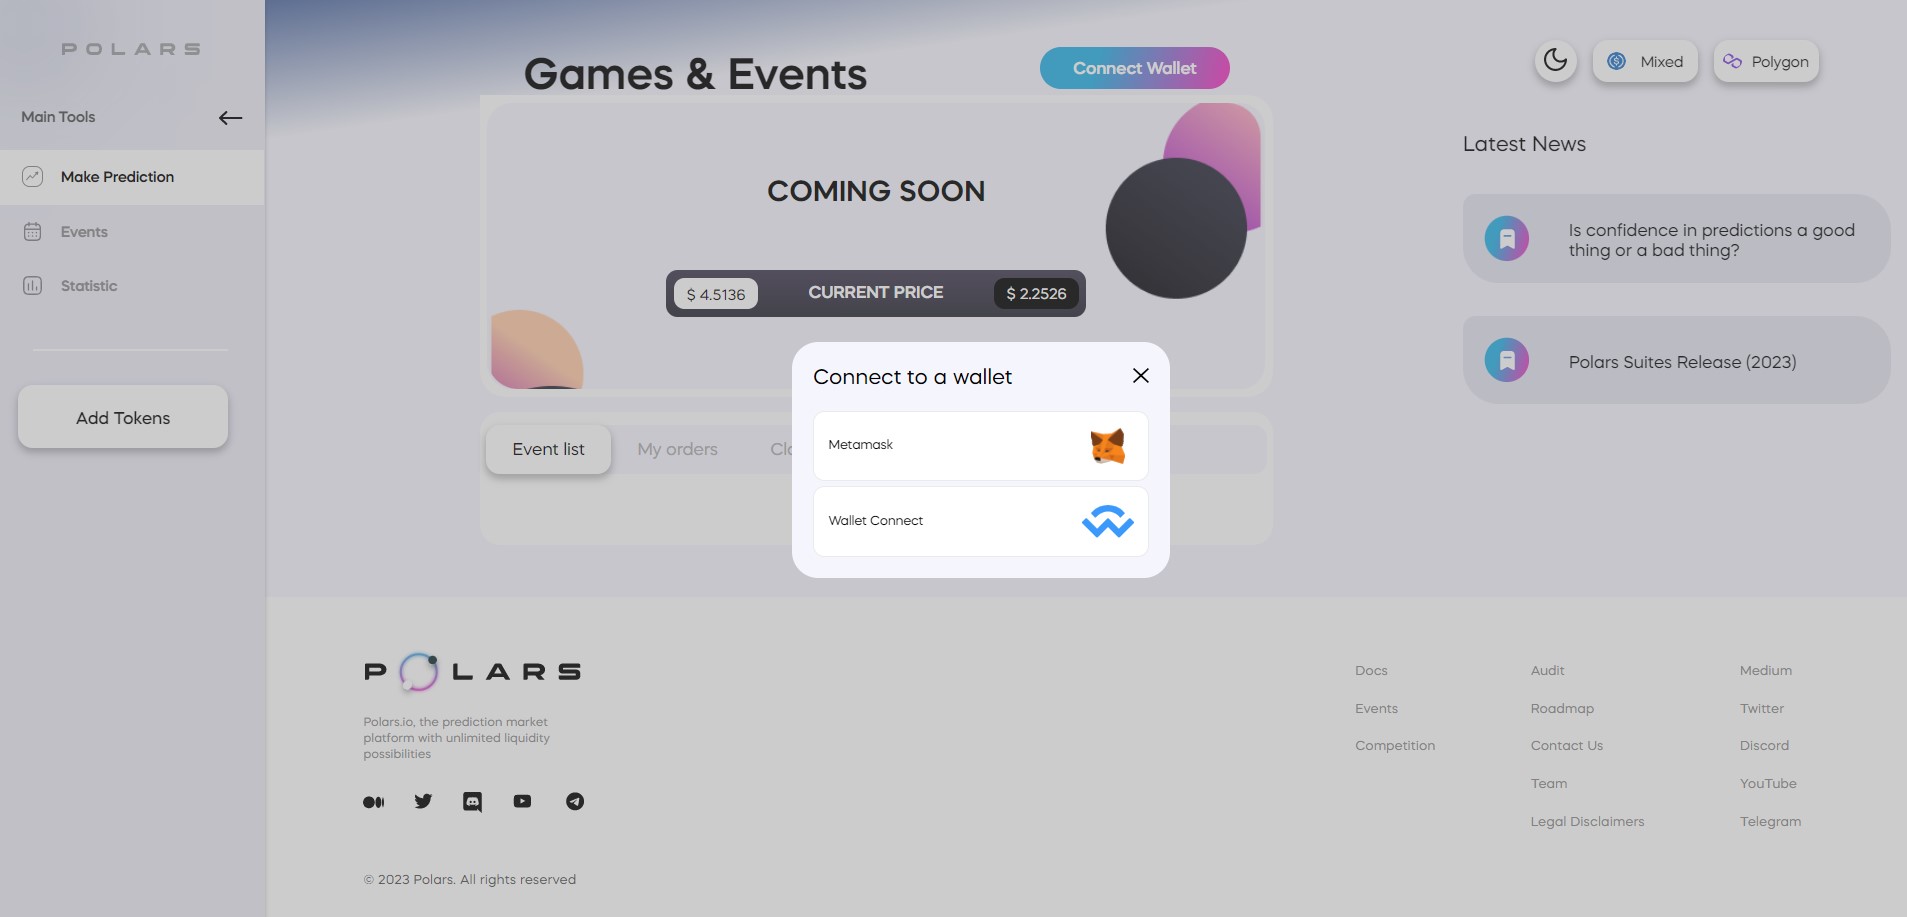 POLARS
Main Tools
Make Prediction
Events
Statistic
Add Tokens
Games & Events
Connect Wallet
COMING SOON
$ 4.5136
CURRENT PRICE
$ 2.2526
Event list
My orders
Connect to a wallet
Metamask
Wallet Connect
Mixed
Polygon
Latest News
Is confidence in predictions a good
thing or a bad thing?
Polars Suites Release (2023)
POLARS
Polars.io, the prediction market
platform with unlimited liquidity
possibilities
© 2023 Polars. All rights reserved
Docs
Events
Competition
Audit
Roadmap
Contact Us
Team
Legal Disclaimers
Medium
Twitter
Discord
YouTube
Telegram